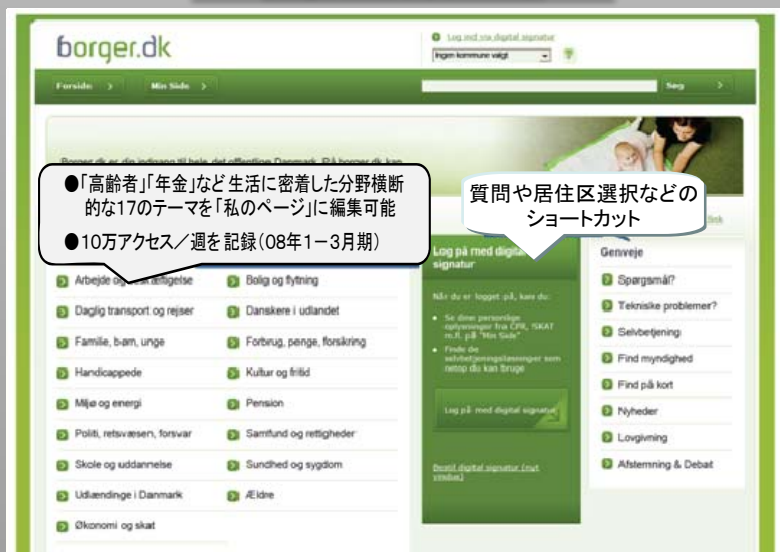 borger.dk
Log ind via digital signatur
Ingen kommune valgt
?
Forside >
Min Side >
Søg >
Borger.dk er din indgang til hele det offentlige Danmark. På borger.dk kan
●「高齢者」「年金」など生活に密着した分野横断
的な17のテーマを「私のページ」に編集可能
●10万アクセス/週を記録(08年1-3月期)
質問や居住区選択などの
ショートカット
link
Arbejde og
Bolig og flytning
Daglig transport og rejser
Danskere i udlandet
Familie, børn, unge
Forbrug, penge, forsikring
Handicappede
Kultur og fritid
Miljø og energi
Pension
Politi, retsvæsen, forsvar
Samfund og rettigheder
Skole og uddannelse
Sundhed og sygdom
Udlændinge i Danmark
Ældre
Økonomi og skat
Log på med digital
signatur
Når du er logget på, kan du:
• Se dine personlige
oplysninger fra CPR, SKAT
m.fl. på "Min Side"
• Finde de
selvbetjeningsløsninger som
netop du kan bruge
Log på med digital signatur
Bestil digital signatur (nyt
vindue)
Genveje
Spørgsmål?
Tekniske problemer?
Selvbetjening
Find myndighed
Find på kort
Nyheder
Lovgivning
Afstemning & Debat